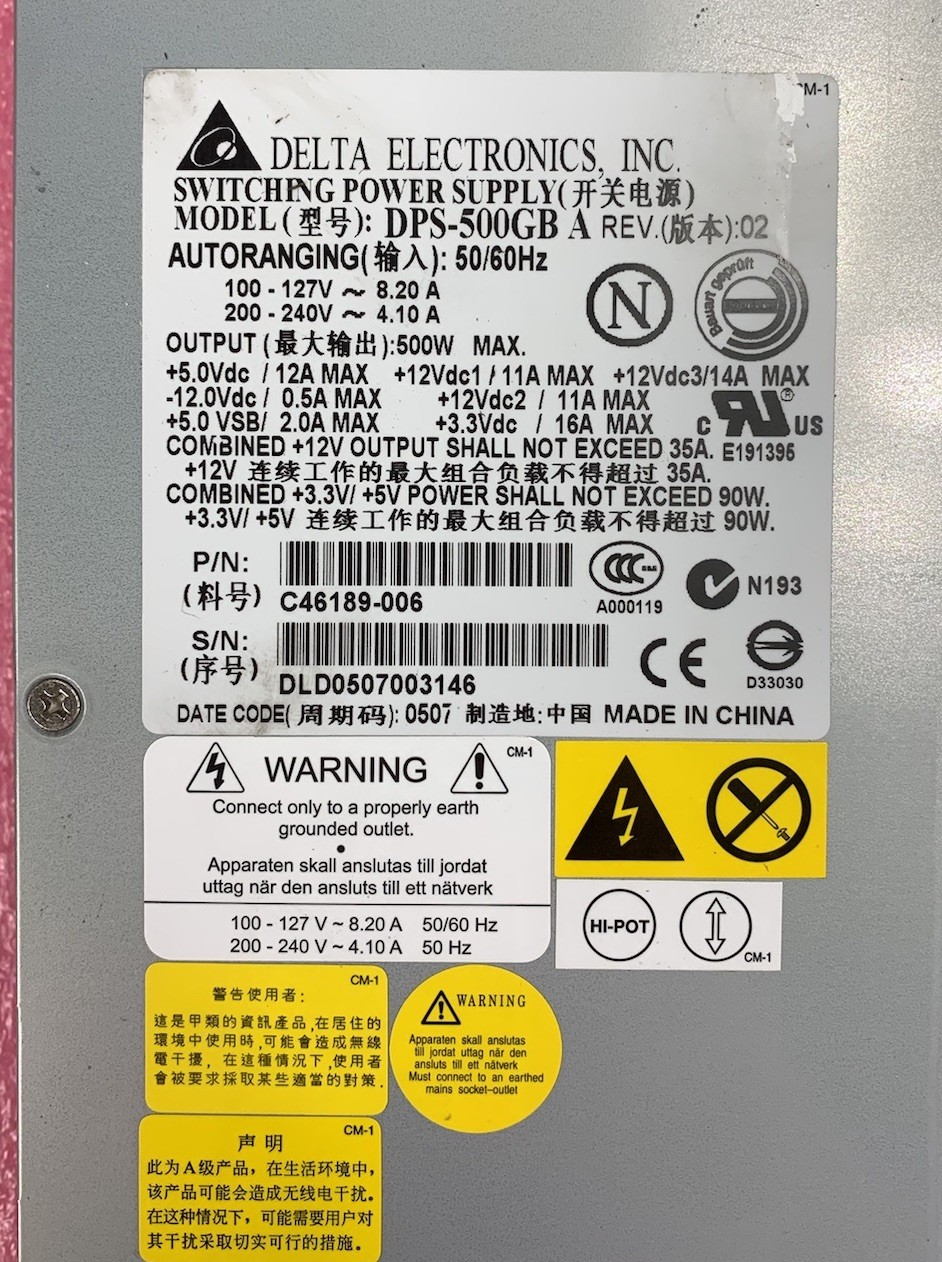 CM-1
DELTA ELECTRONICS, INC.
SWITCHING POWER SUPPLY(开关电源)
MODEL(型号): DPS-500GB A REV.(版本):02
AUTORANGING(输入): 50/60Hz
100 - 127V ~ 8.20 A
200 - 240V ~ 4.10 A
N
Bauart geprüft
OUTPUT (最大输出):500W MAX.
+5.0Vdc / 12A MAX +12Vdc1 / 11A MAX +12Vdc3/14A MAX
-12.0Vdc / 0.5A MAX +12Vdc2 / 11A MAX
+5.0 VSB/ 2.0A MAX +3.3Vdc / 16A MAX
C RU ® US
COMBINED +12V OUTPUT SHALL NOT EXCEED 35A. E191395
+12V 连续工作的最大组合负载不得超过 35A.
COMBINED +3.3V/ +5V POWER SHALL NOT EXCEED 90W.
+3.3V/ +5V 连续工作的最大组合负载不得超过 90W.
P/N:
(料号) C46189-006
A000119
N193
S/N:
(序号) DLD0507003146
CE
D33030
DATE CODE(周期码): 0507 制造地:中国 MADE IN CHINA
WARNING CM-1
Connect only to a properly earth
grounded outlet.
•
Apparaten skall anslutas till jordat
uttag när den ansluts till ett nätverk
100 - 127 V ~ 8.20 A 50/60 Hz
200 - 240 V ~ 4.10 A 50 Hz
HI-POT
CM-1
CM-1
警告使用者:
這是甲類的資訊產品,在居住的
環境中使用時,可能會造成無線
電干擾, 在這種情況下,使用者
會被要求採取某些適當的對策.
WARNING
Apparaten skall anslutas
till jordat uttag når den
ansluts till ett nätverk
Must connect to an earthed
mains socket-outlet
CM-1
声 明
此为A级产品，在生活环境中，
该产品可能会造成无线电干扰。
在这种情况下，可能需要用户对
其干扰采取切实可行的措施。